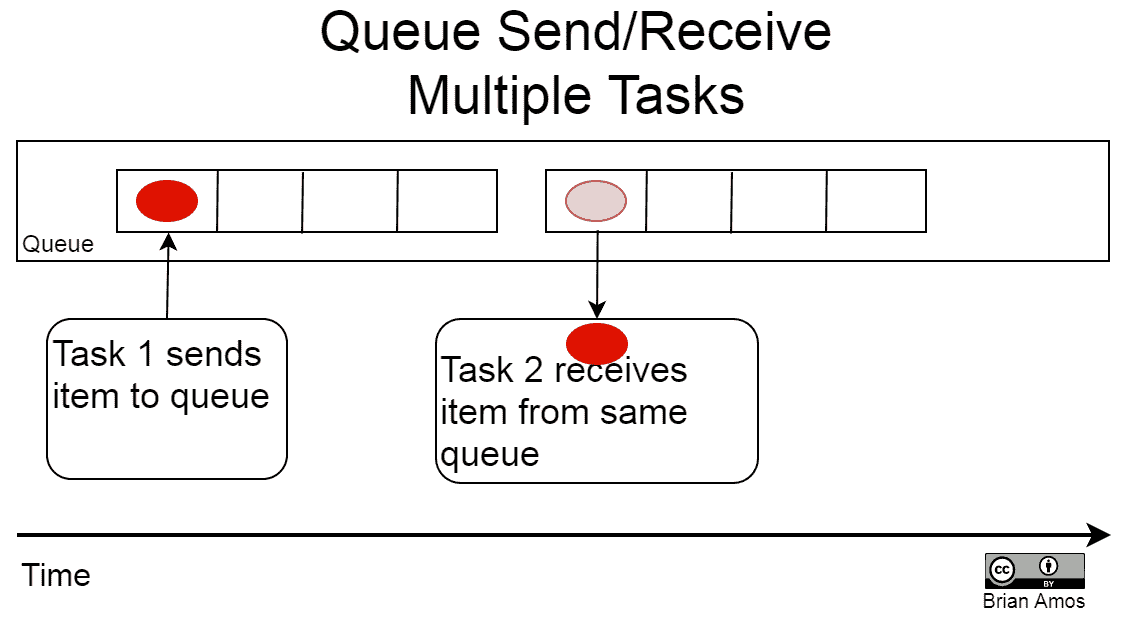 Queue Send/Receive
Multiple Tasks
Queue
Task 1 sends
item to queue
Task 2 receives
item from same
queue
Time
cc
BY
Brian Amos